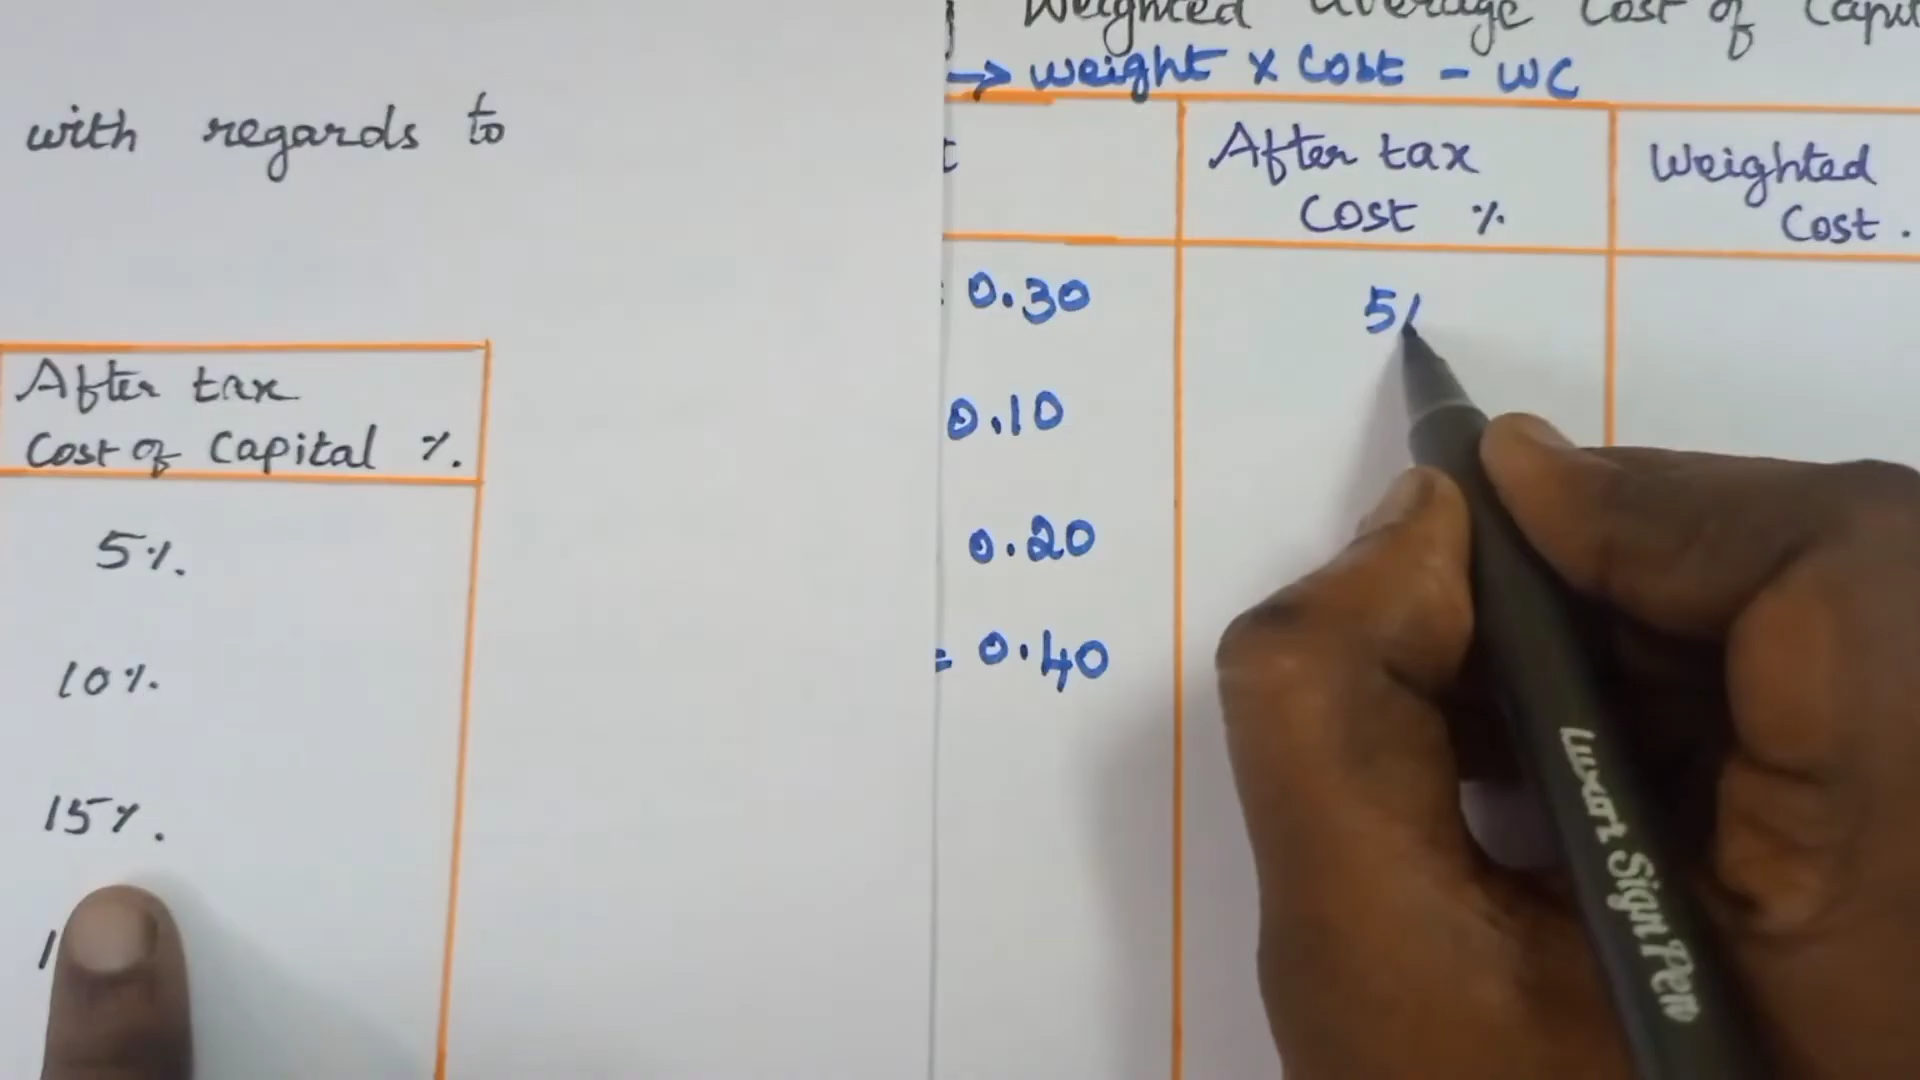 with regards to
After tax
Cost of Capital %.
5%.
10%.
15%.
Weighted Average Cost of
→ weight x Cost - WC
After tax
Cost %
Weighted
Cost.
0.30
5
0.10
0.20
= 0.40
Luxor Sign Pen